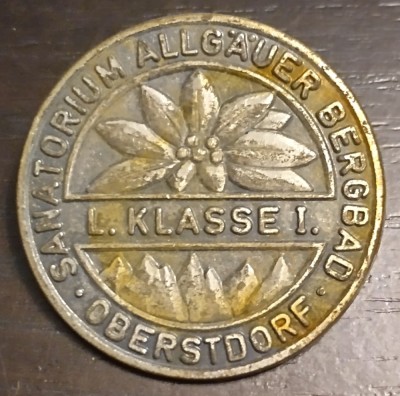 SANATORIUM ALLGÄUER BERGBAD
L. KLASSE I.
· OBERSTDORF ·